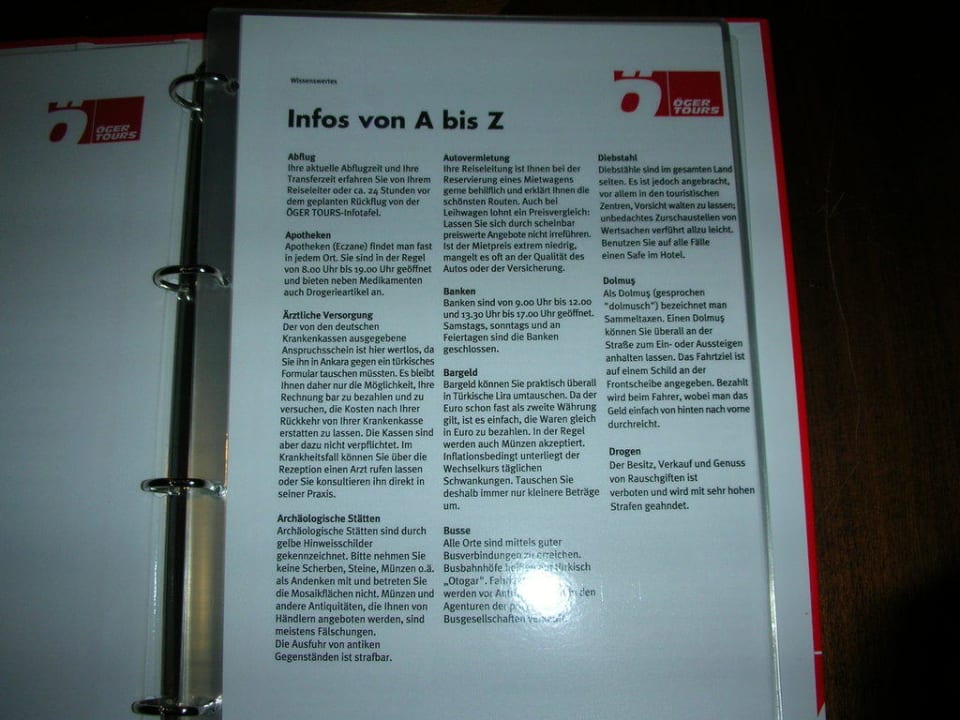 ÖGER
TOURS
Wissenswertes
ÖGER
TOURS
Infos von A bis Z
Abflug
Ihre aktuelle Abflugzeit und Ihre
Transferzeit erfahren Sie von Ihrem
Reiseleiter oder ca. 24 Stunden vor
dem geplanten Rückflug von der
ÖGER TOURS-Infotafel.
Apotheken
Apotheken (Eczane) findet man fast
in jedem Ort. Sie sind in der Regel
von 8.00 Uhr bis 19.00 Uhr geöffnet
und bieten neben Medikamenten
auch Drogerieartikel an.
Ärztliche Versorgung
Der von den deutschen
Krankenkassen ausgegebene
Anspruchsschein ist hier wertlos, da
Sie ihn in Ankara gegen ein türkisches
Formular tauschen müssten. Es bleibt
Ihnen daher nur die Möglichkeit, Ihre
Rechnung bar zu bezahlen und zu
versuchen, die Kosten nach Ihrer
Rückkehr von Ihrer Krankenkasse
erstatten zu lassen. Die Kassen sind
aber dazu nicht verpflichtet. Im
Krankheitsfall können Sie über die
Rezeption einen Arzt rufen lassen
oder Sie konsultieren ihn direkt in
seiner Praxis.
Archäologische Stätten
Archäologische Stätten sind durch
gelbe Hinweisschilder
gekennzeichnet. Bitte nehmen Sie
keine Scherben, Steine, Münzen o.ä.
als Andenken mit und betreten Sie
die Mosaikflächen nicht. Münzen und
andere Antiquitäten, die Ihnen von
Händlern angeboten werden, sind
meistens Fälschungen.
Die Ausfuhr von antiken
Gegenständen ist strafbar.
Autovermietung
Ihre Reiseleitung ist Ihnen bei der
Reservierung eines Mietwagens
gerne behilflich und erklärt Ihnen die
schönsten Routen. Auch bei
Leihwagen lohnt ein Preisvergleich:
Lassen Sie sich durch scheinbar
preiswerte Angebote nicht irreführen.
Ist der Mietpreis extrem niedrig,
mangelt es oft an der Qualität des
Autos oder der Versicherung.
Banken
Banken sind von 9.00 Uhr bis 12.00
und 13.30 Uhr bis 17.00 Uhr geöffnet.
Samstags, sonntags und an
Feiertagen sind die Banken
geschlossen.
Bargeld
Bargeld können Sie praktisch überall
in Türkische Lira umtauschen. Da der
Euro schon fast als zweite Währung
gilt, ist es einfach, die Waren gleich
in Euro zu bezahlen. In der Regel
werden auch Münzen akzeptiert.
Inflationsbedingt unterliegt der
Wechselkurs täglichen
Schwankungen. Tauschen Sie
deshalb immer nur kleinere Beträge
um.
Busse
Alle Orte sind mittels guter
Busverbindungen zu erreichen.
Busbahnhöfe heißen auf türkisch
„Otogar“.
werden vor in den
Agenturen der
Busgesellschaften verkauft.
Diebstahl
Diebstähle sind im gesamten Land
selten. Es ist jedoch angebracht,
vor allem in den touristischen
Zentren, Vorsicht walten zu lassen;
unbedachtes Zurschaustellen von
Wertsachen verführt allzu leicht.
Benutzen Sie auf alle Fälle
einen Safe im Hotel.
Dolmuş
Als Dolmuş (gesprochen
"dolmusch") bezeichnet man
Sammeltaxen. Einen Dolmuş
können Sie überall an der
Straße zum Ein- oder Aussteigen
anhalten lassen. Das Fahrtziel ist
auf einem Schild an der
Frontscheibe angegeben. Bezahlt
wird beim Fahrer, wobei man das
Geld einfach von hinten nach vorne
durchreicht.
Drogen
Der Besitz, Verkauf und Genuss
von Rauschgiften ist
verboten und wird mit sehr hohen
Strafen geahndet.